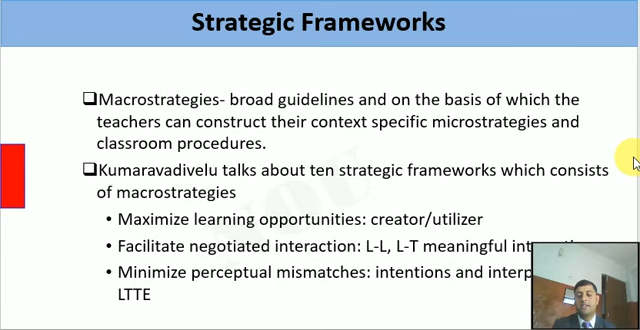 Strategic Frameworks
❑Macrostrategies- broad guidelines and on the basis of which the
teachers can construct their context specific microstrategies and
classroom procedures.
❑Kumaravadivelu talks about ten strategic frameworks which consists
of macrostrategies
• Maximize learning opportunities: creator/utilizer
• Facilitate negotiated interaction: L-L, L-T meaningful
• Minimize perceptual mismatches: intentions and
LTTE
NOU